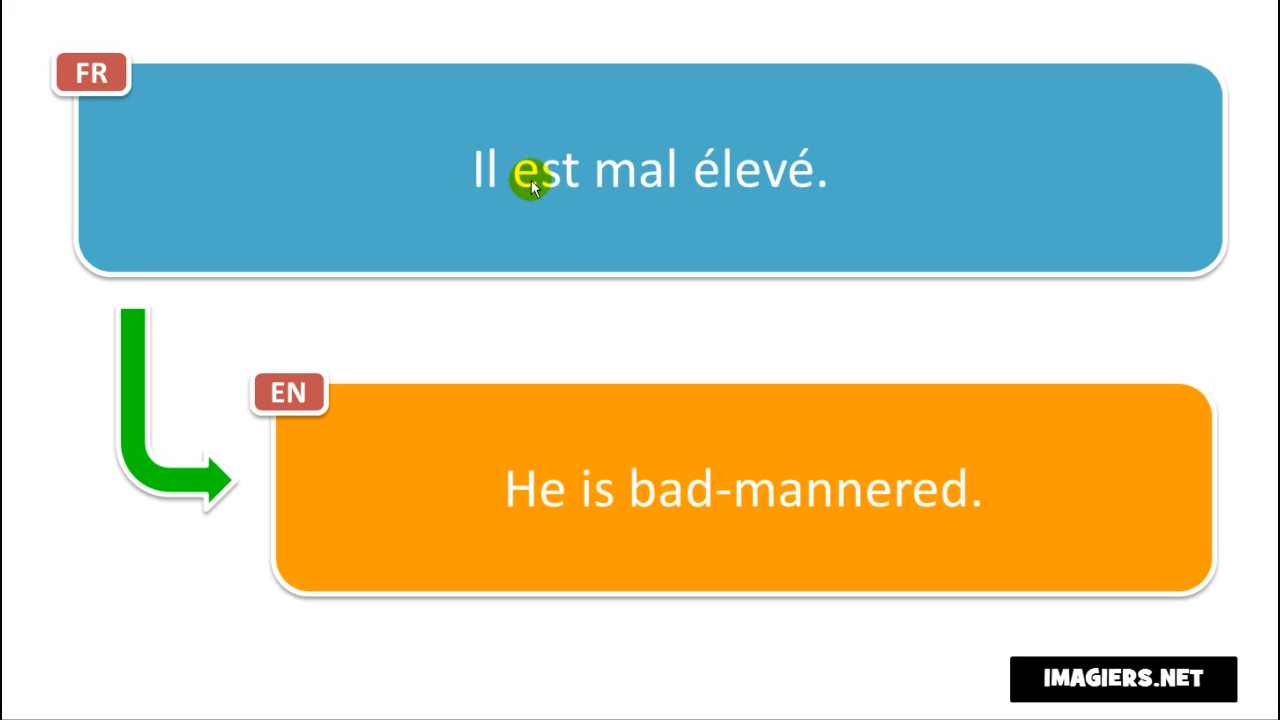 FR
Il est mal élevé.
EN
He is bad-mannered.
IMAGIERS.NET